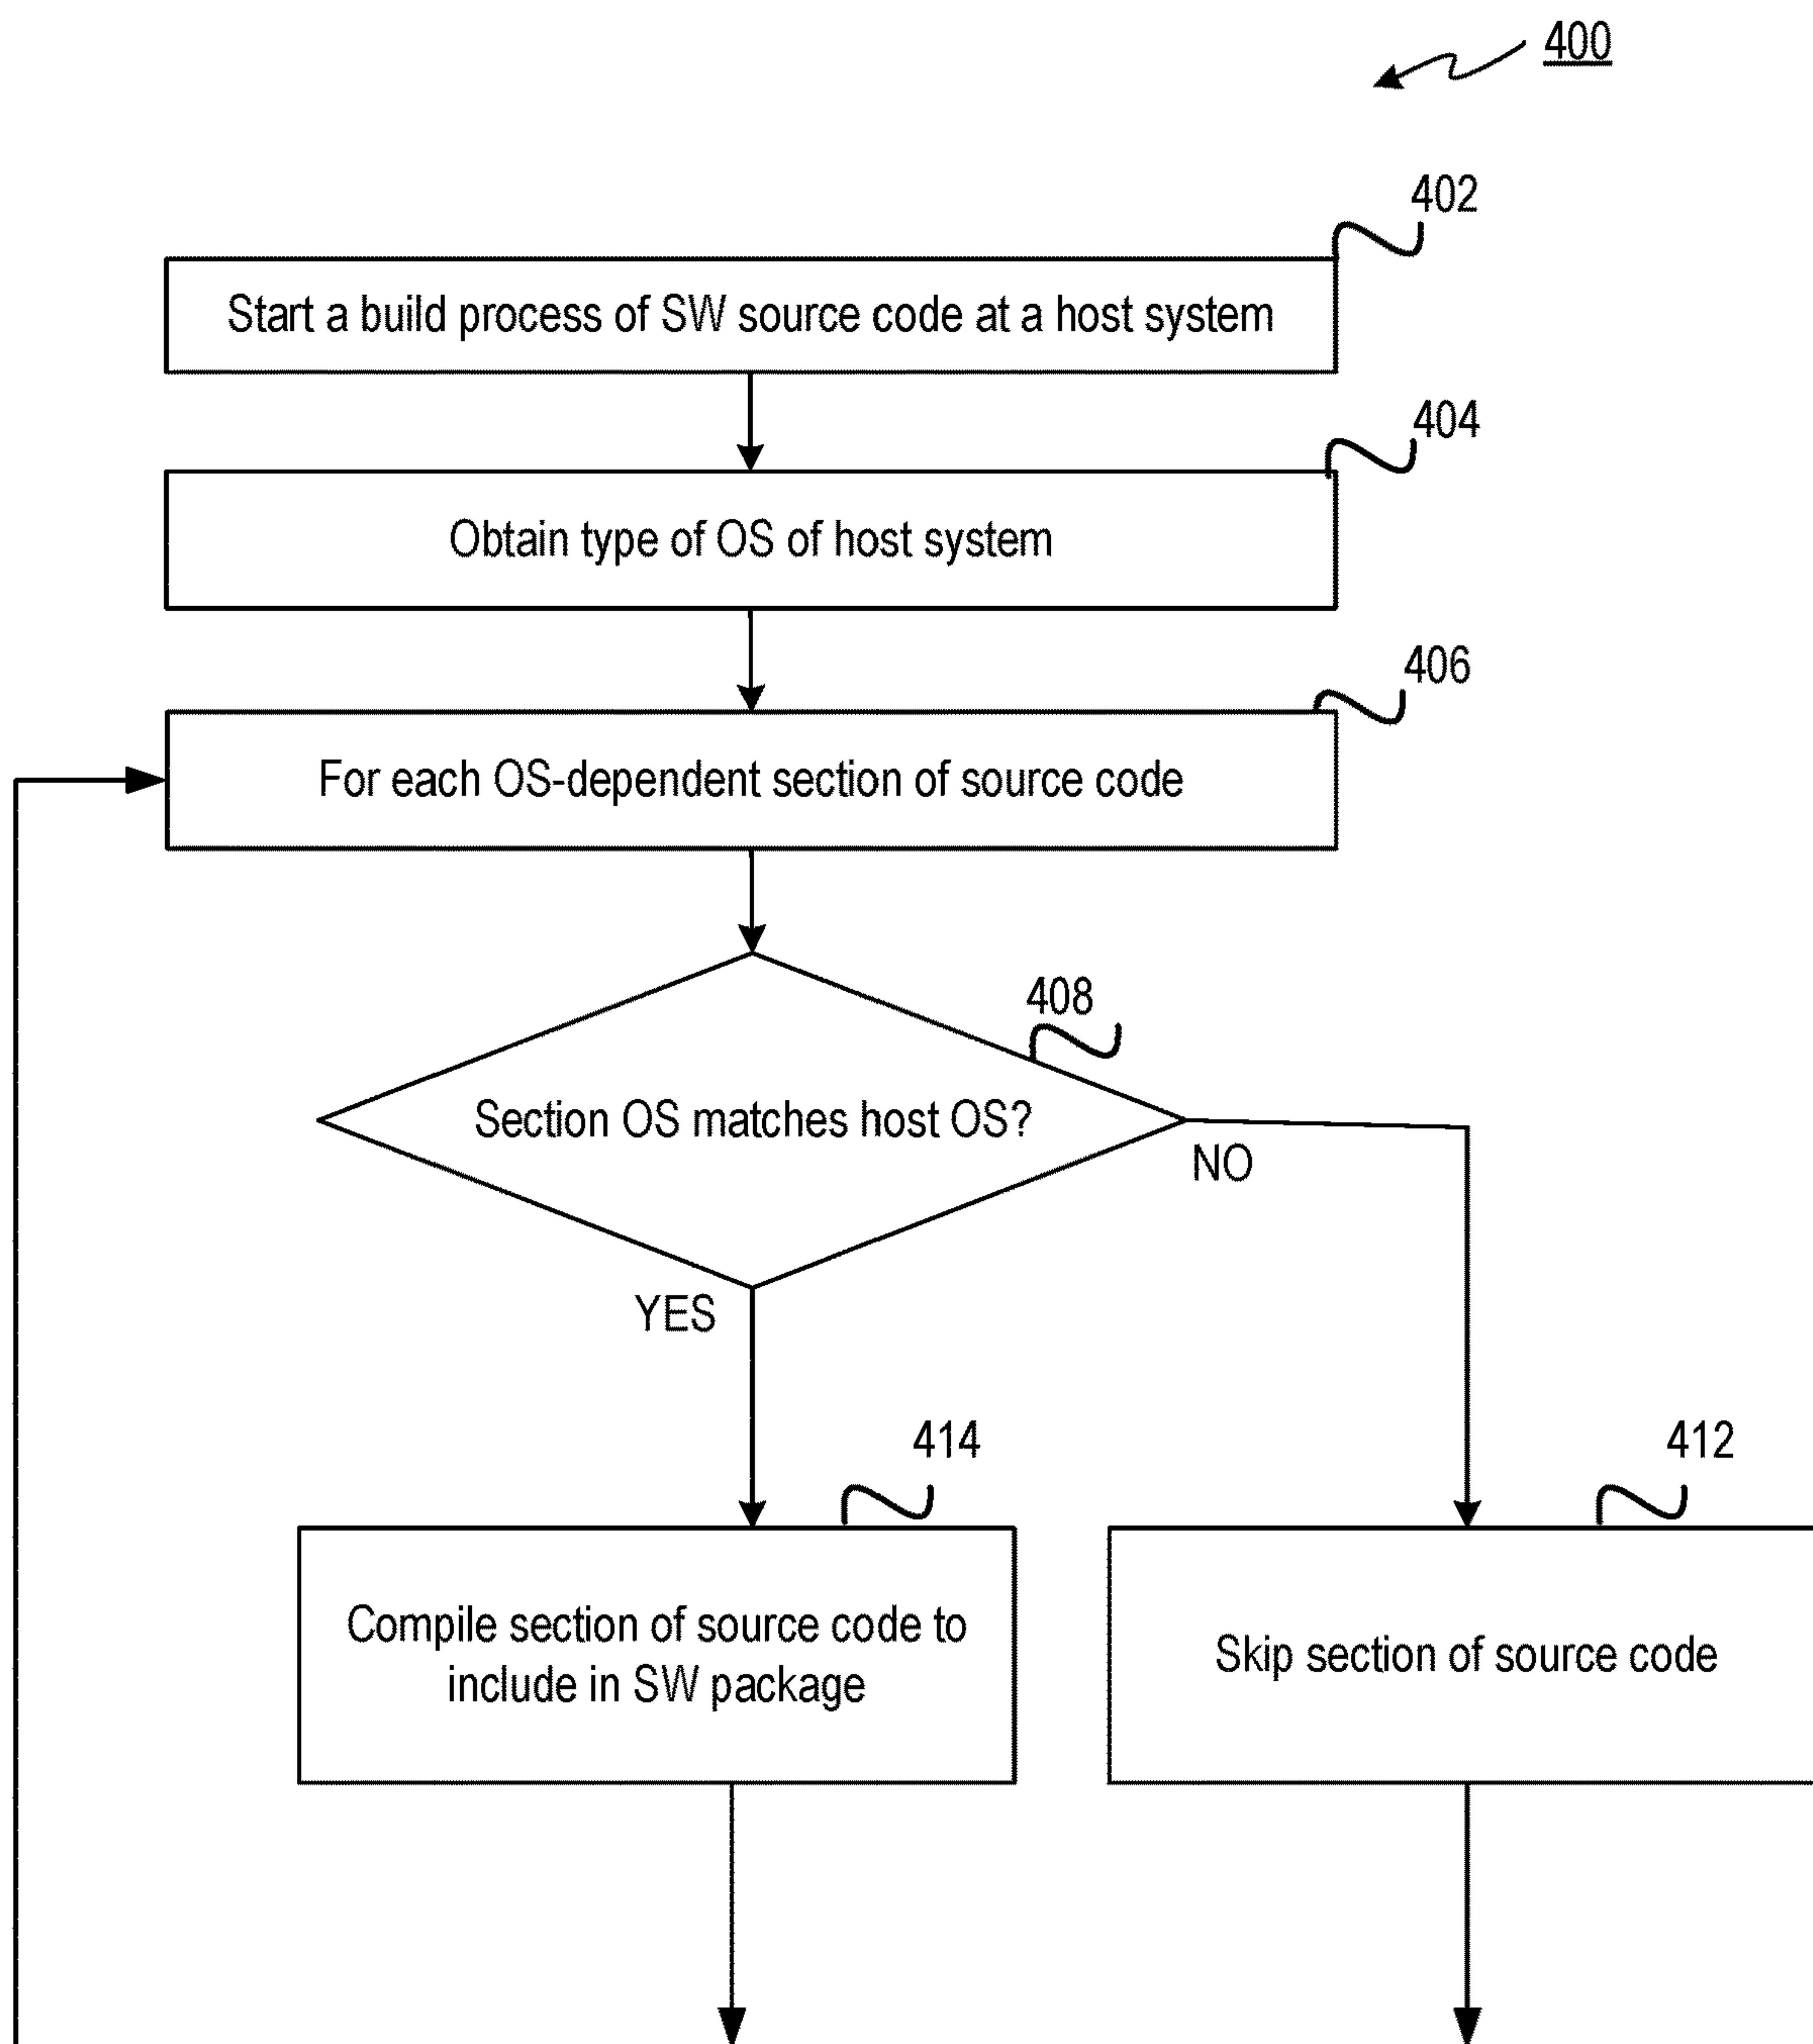 400
402
Start a build process of SW source code at a host system
404
Obtain type of OS of host system
406
For each OS-dependent section of source code
408
Section OS matches host OS?
NO
YES
414
412
Compile section of source code to
include in SW package
Skip section of source code